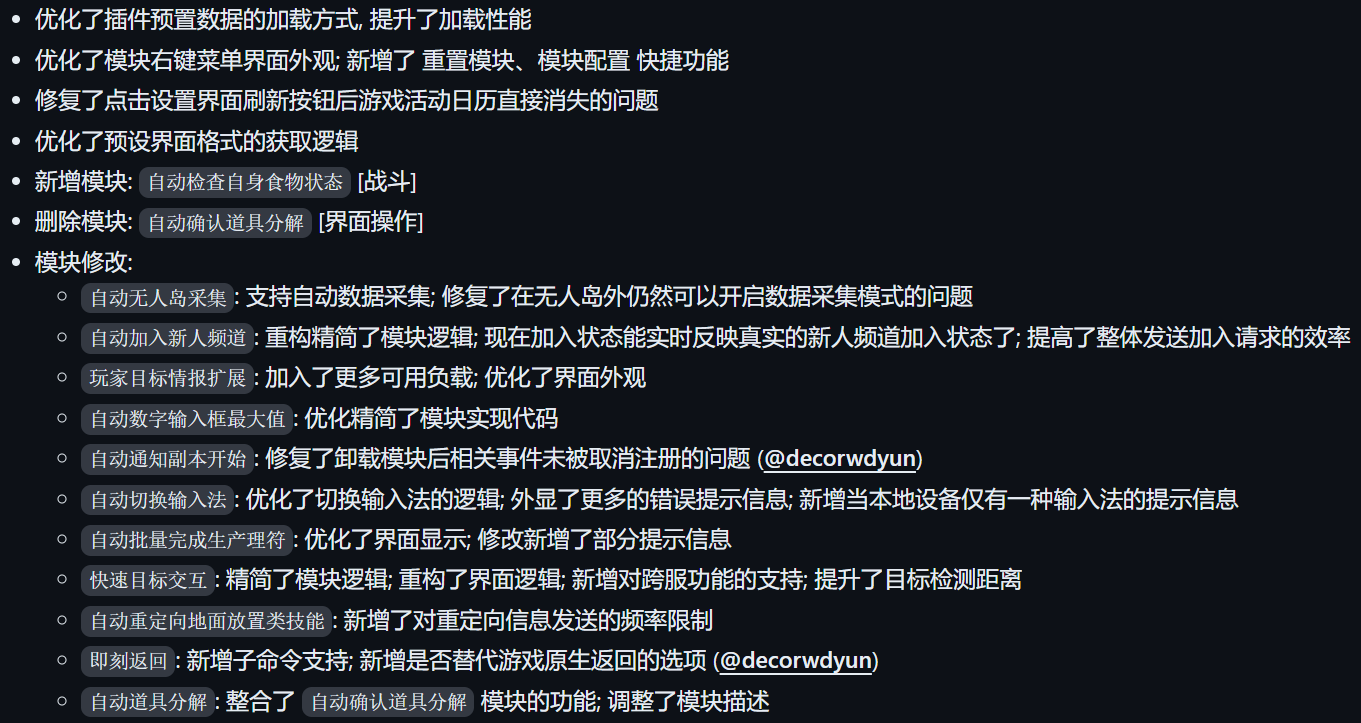 优化了插件预置数据的加载方式, 提升了加载性能
优化了模块右键菜单界面外观; 新增了 重置模块、模块配置 快捷功能
修复了点击设置界面刷新按钮后游戏活动日历直接消失的问题
优化了预设界面格式的获取逻辑
新增模块: 自动检查自身食物状态 [战斗]
删除模块: 自动确认道具分解 [界面操作]
模块修改:
自动无人岛采集: 支持自动数据采集; 修复了在无人岛外仍然可以开启数据采集模式的问题
自动加入新人频道: 重构精简了模块逻辑; 现在加入状态能实时反映真实的新人频道加入状态了; 提高了整体发送加入请求的效率
玩家目标情报扩展: 加入了更多可用负载; 优化了界面外观
自动数字输入框最大值: 优化精简了模块实现代码
自动通知副本开始: 修复了卸载模块后相关事件未被取消注册的问题 (@decorwdyun)
自动切换输入法: 优化了切换输入法的逻辑; 外显了更多的错误提示信息; 新增当本地设备仅有一种输入法的提示信息
自动批量完成生产理符: 优化了界面显示; 修改新增了部分提示信息
快速目标交互: 精简了模块逻辑; 重构了界面逻辑; 新增对跨服功能的支持; 提升了目标检测距离
自动重定向地面放置类技能: 新增了对重定向信息发送的频率限制
即刻返回: 新增子命令支持; 新增是否替代游戏原生返回的选项 (@decorwdyun)
自动道具分解: 整合了 自动确认道具分解 模块的功能; 调整了模块描述